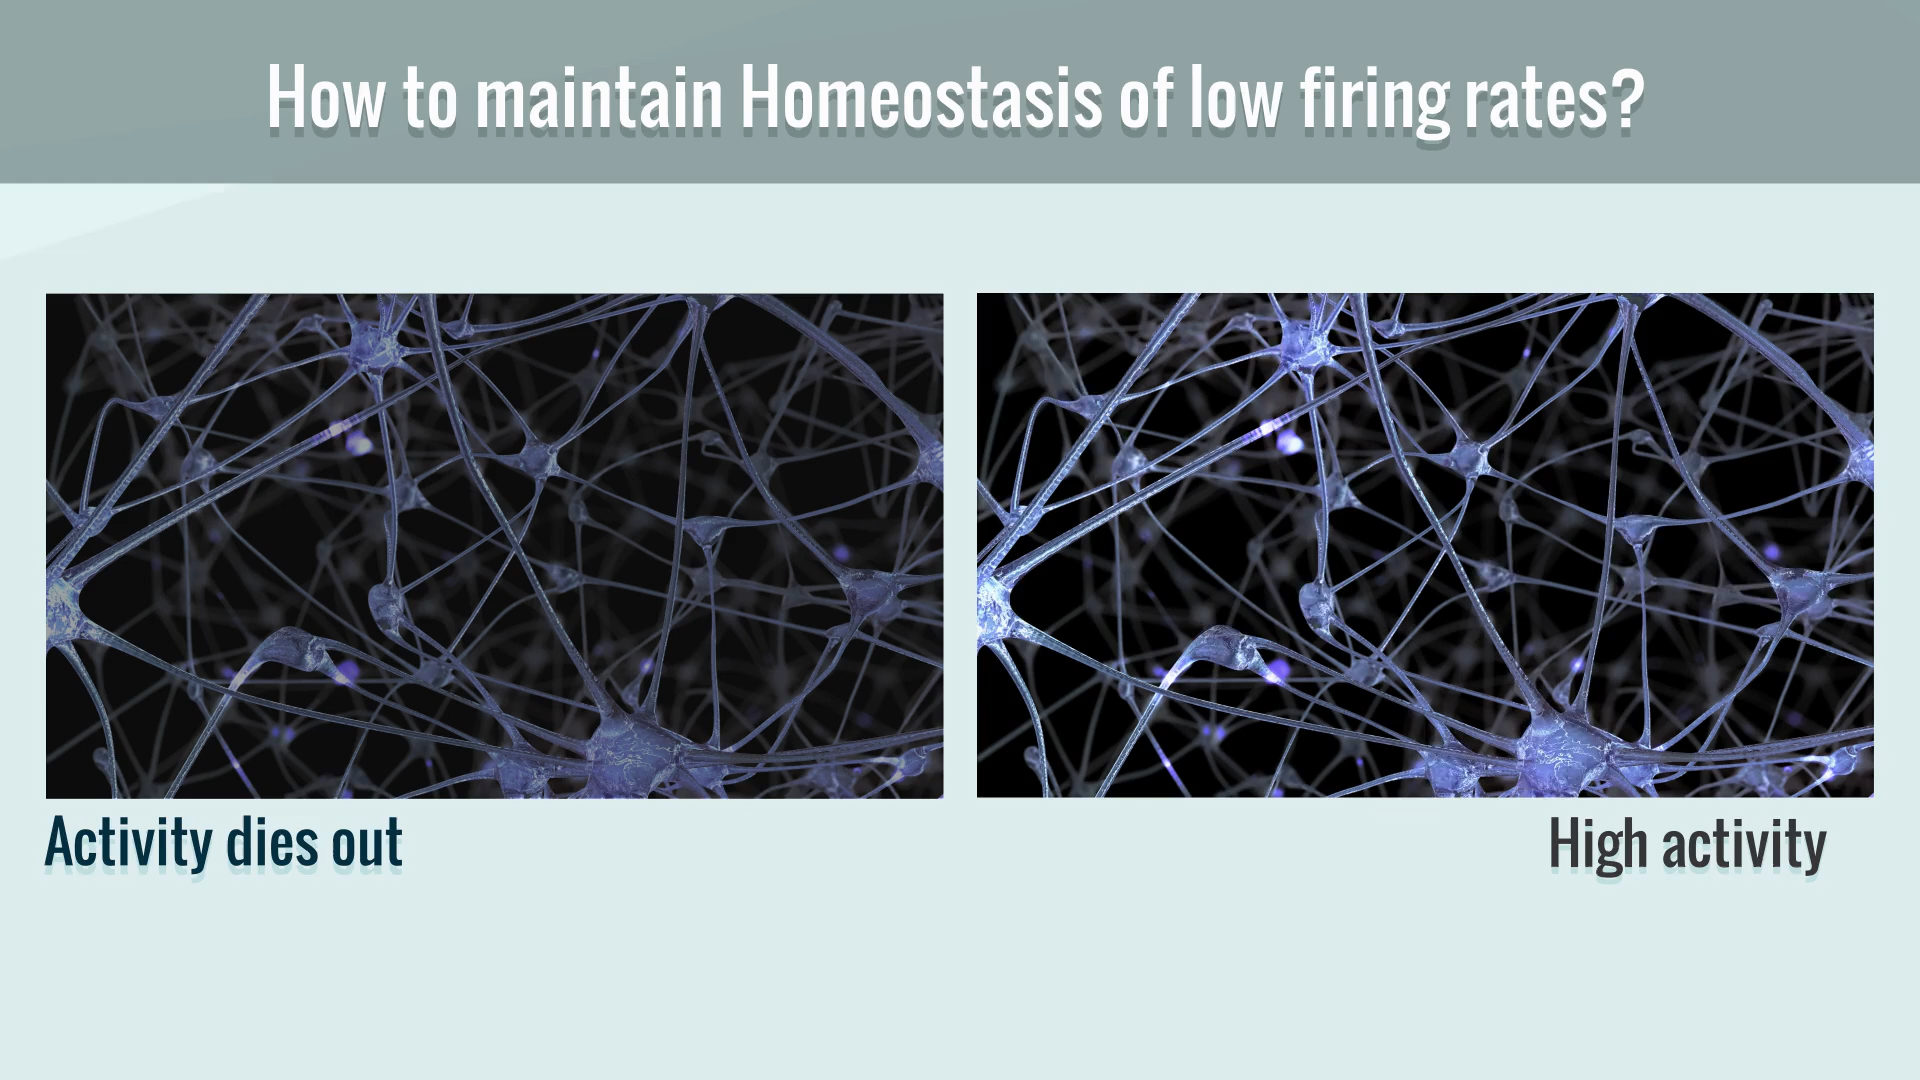 How to maintain Homeostasis of low firing rates?
Activity dies out
High activity